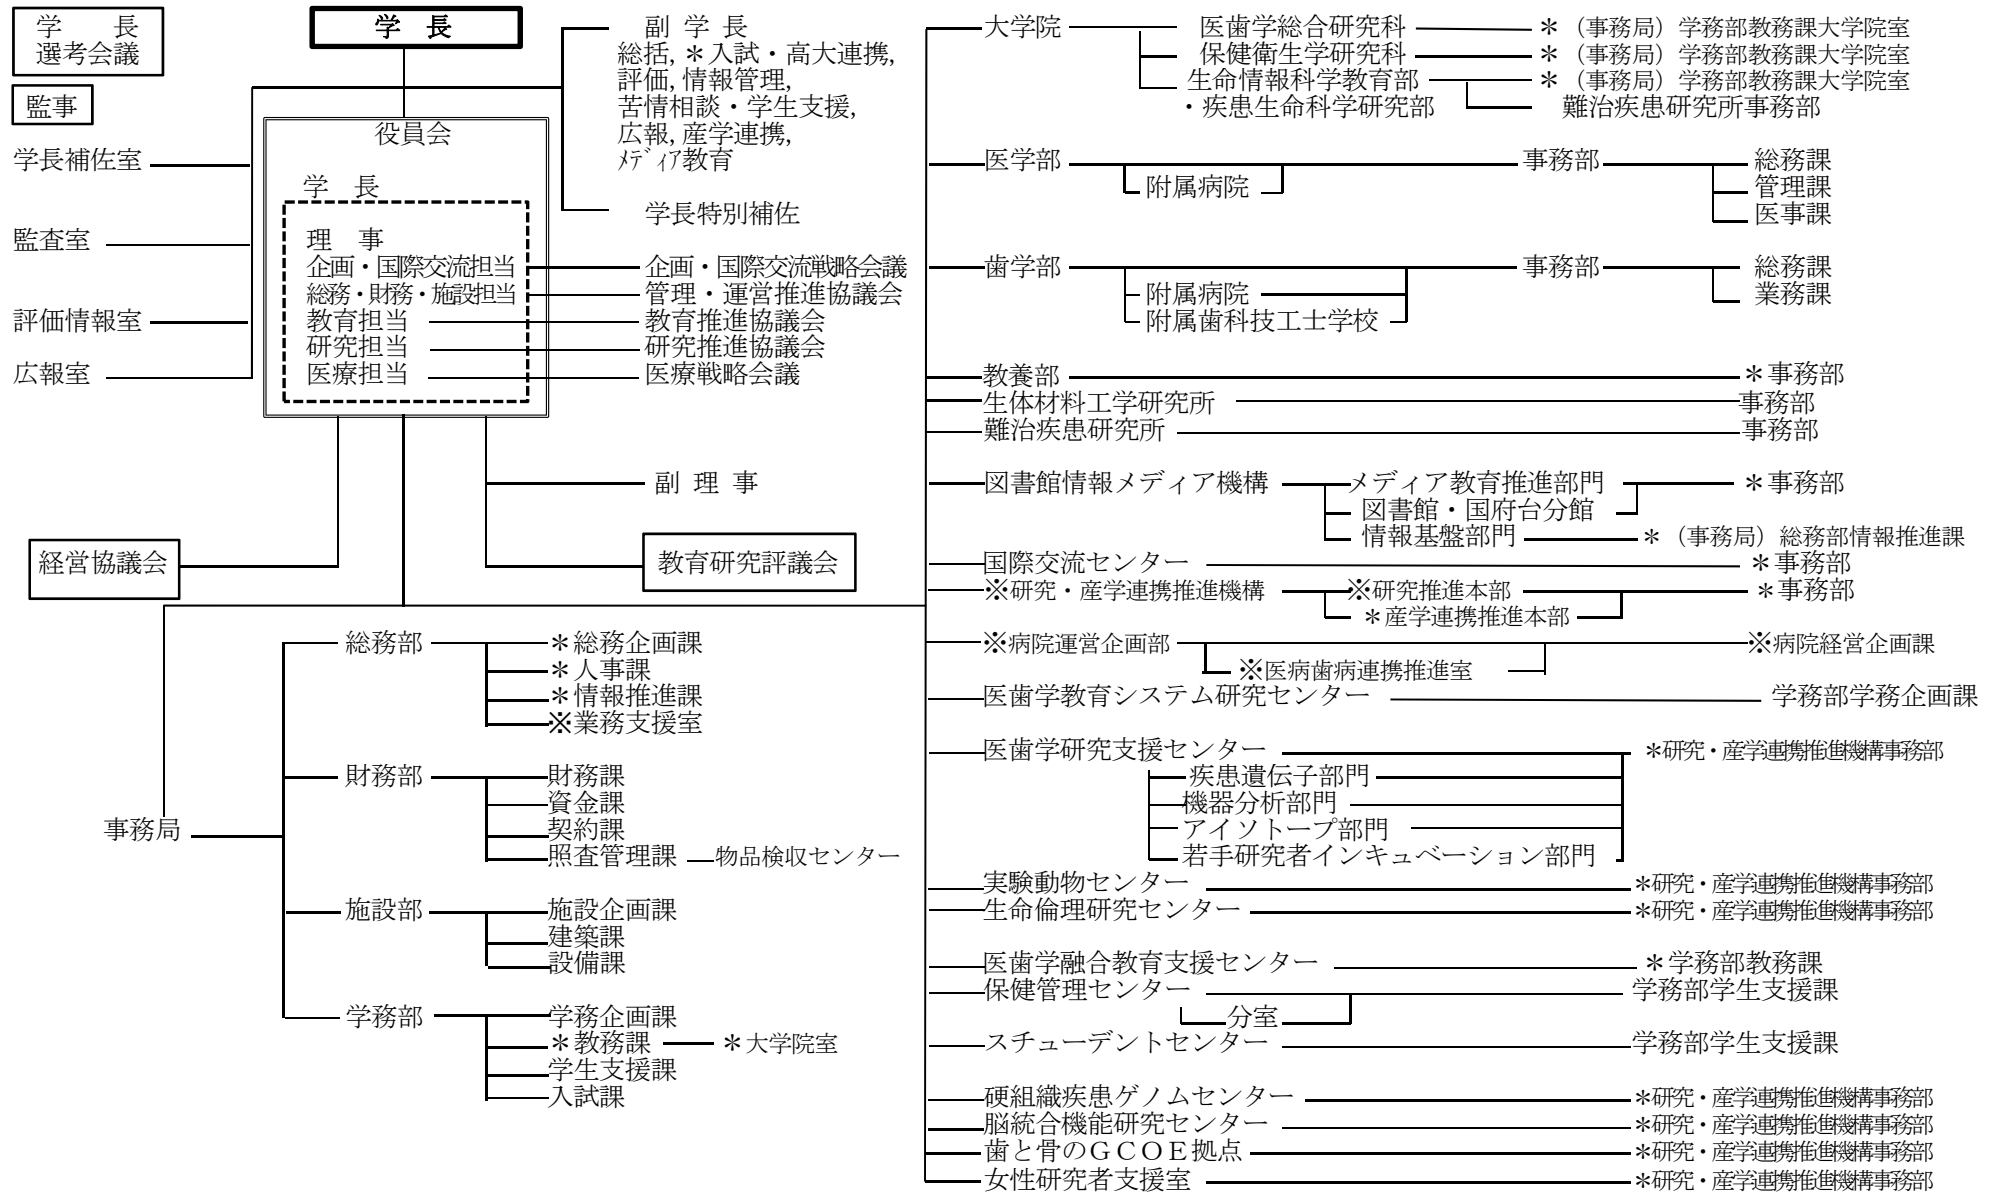 学　　長
選考会議
監事
学長補佐室
監査室
評価情報室
広報室
学　長
役員会
学　長
理　事
企画・国際交流担当
総務・財務・施設担当
教育担当
研究担当
医療担当
副 学 長
総括, ＊入試・高大連携,
評価, 情報管理,
苦情相談・学生支援,
広報, 産学連携,
ﾒﾃﾞｨｱ教育
学長特別補佐
企画・国際交流戦略会議
管理・運営推進協議会
教育推進協議会
研究推進協議会
医療戦略会議
副 理 事
経営協議会
教育研究評議会
事務局
総務部
＊総務企画課
＊人事課
＊情報推進課
※業務支援室
財務部
財務課
資金課
契約課
照査管理課
物品検収センター
施設部
施設企画課
建築課
設備課
学務部
学務企画課
＊教務課
＊大学院室
学生支援課
入試課
大学院
医歯学総合研究科
＊（事務局）学務部教務課大学院室
保健衛生学研究科
＊（事務局）学務部教務課大学院室
生命情報科学教育部
＊（事務局）学務部教務課大学院室
・疾患生命科学研究部
難治疾患研究所事務部
医学部
附属病院
事務部
総務課
管理課
医事課
歯学部
附属病院
附属歯科技工士学校
事務部
総務課
業務課
教養部
＊事務部
生体材料工学研究所
事務部
難治疾患研究所
事務部
図書館情報メディア機構
メディア教育推進部門
＊事務部
図書館・国府台分館
情報基盤部門
＊（事務局）総務部情報推進課
国際交流センター
＊事務部
※研究・産学連携推進機構
※研究推進本部
＊事務部
＊産学連携推進本部
※病院運営企画部
※病院経営企画課
※医病歯病連携推進室
医歯学教育システム研究センター
学務部学務企画課
医歯学研究支援センター
＊研究・産学連携推進機構事務部
疾患遺伝子部門
機器分析部門
アイソトープ部門
若手研究者インキュベーション部門
実験動物センター
＊研究・産学連携推進機構事務部
生命倫理研究センター
＊研究・産学連携推進機構事務部
医歯学融合教育支援センター
＊学務部教務課
保健管理センター
学務部学生支援課
分室
スチューデントセンター
学務部学生支援課
硬組織疾患ゲノムセンター
＊研究・産学連携推進機構事務部
脳統合機能研究センター
＊研究・産学連携推進機構事務部
歯と骨のＧＣＯＥ拠点
＊研究・産学連携推進機構事務部
女性研究者支援室
＊研究・産学連携推進機構事務部